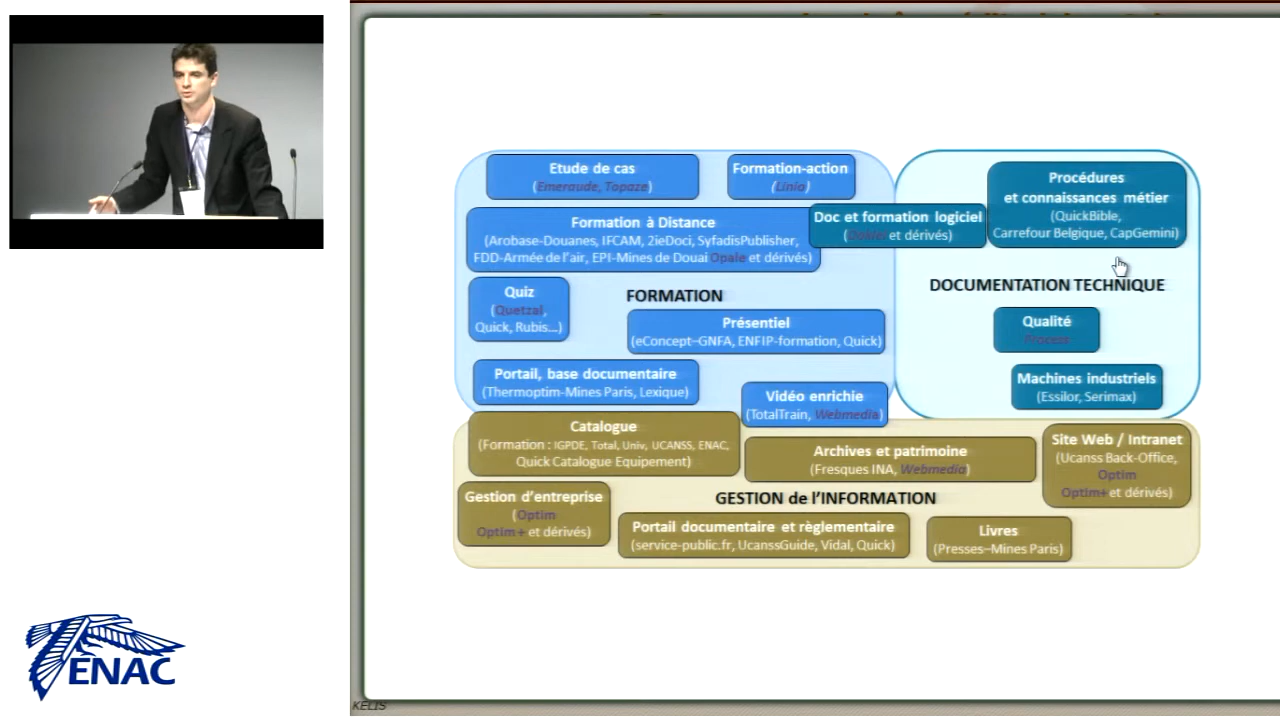 Etude de cas
(Emeraude, Topaze)
Formation-action
(Linio)
Procédures
et connaissances métier
(QuickBible,
Carrefour Belgique, CapGemini)
Formation à Distance
(Arobase-Douanes, IFCAM, 2ieDoci, SyfadisPublisher,
FDD-Armée de l'air, EPI-Mines de Douai Opale et dérivés)
Doc et formation logiciel
(Dokiel et dérivés)
Quiz
(Quetzal,
Quick, Rubis...)
FORMATION
DOCUMENTATION TECHNIQUE
Présentiel
(eConcept–GNFA, ENFIP-formation, Quick)
Qualité
Process
Portail, base documentaire
(Thermoptim-Mines Paris, Lexique)
Machines industriels
(Essilor, Serimax)
Vidéo enrichie
(TotalTrain, Webmedia)
Catalogue
(Formation : IGPDE, Total, Univ, UCANSS, ENAC,
Quick Catalogue Equipement)
Archives et patrimoine
(Fresques INA, Webmedia)
Site Web / Intranet
(Ucanss Back-Office,
Optim
Optim+ et dérivés)
Gestion d'entreprise
(Optim
Optim+ et dérivés)
GESTION de l'INFORMATION
Portail documentaire et règlementaire
(service-public.fr, UcanssGuide, Vidal, Quick)
Livres
(Presses–Mines Paris)
ENAC
KELIS